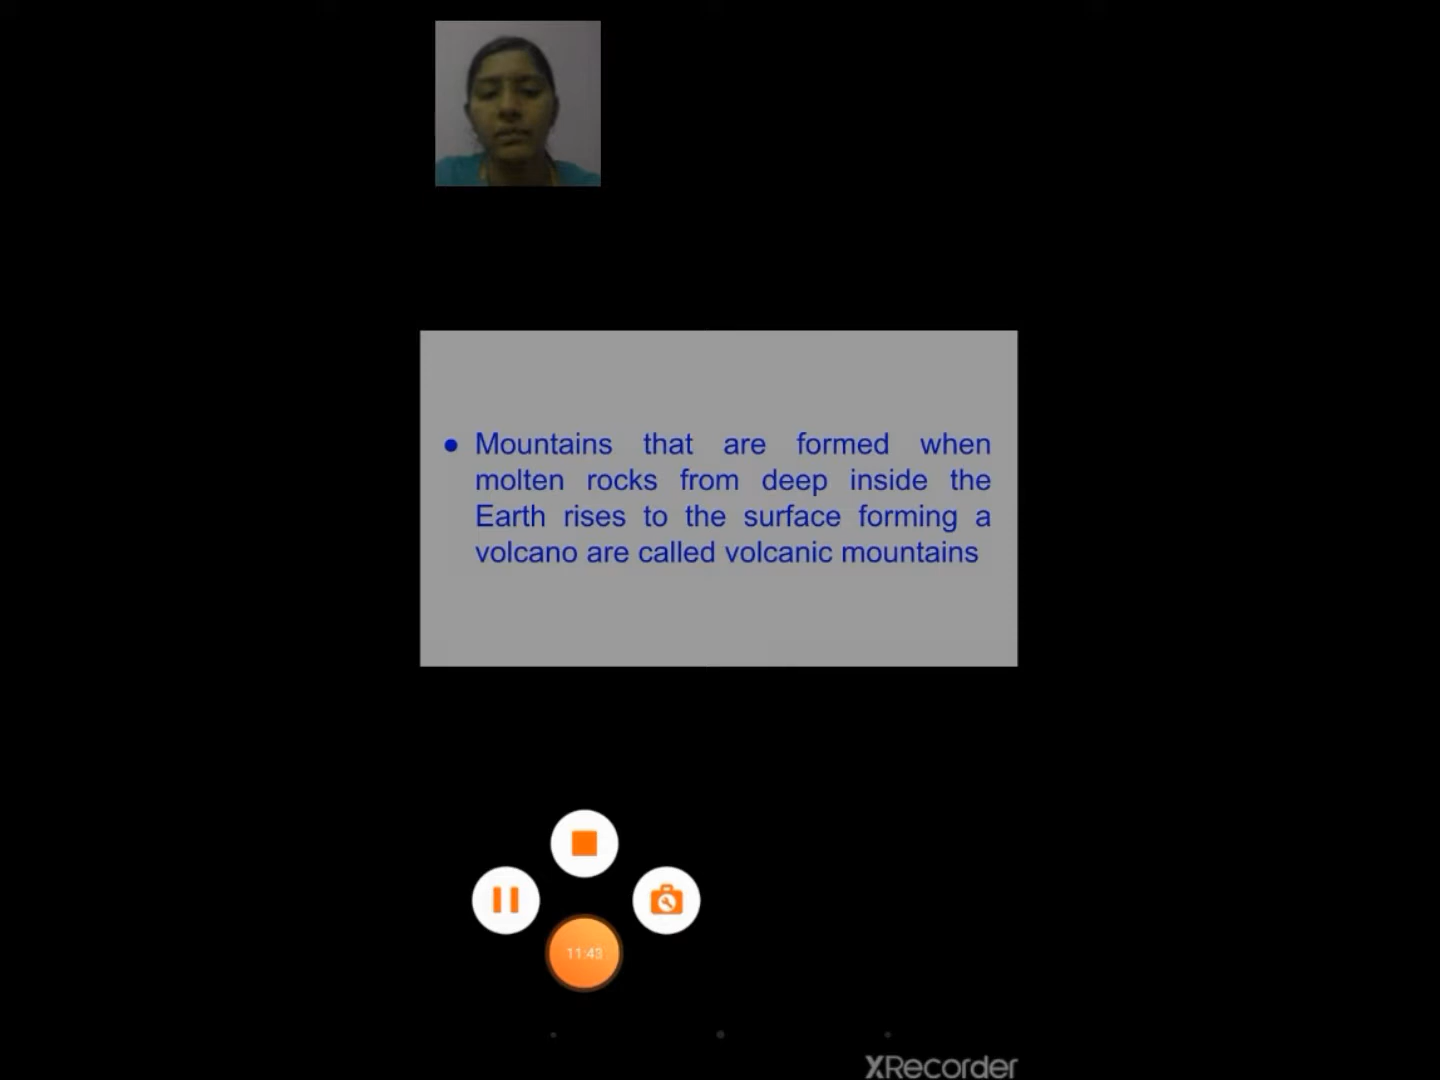 ● Mountains that are formed when
molten rocks from deep inside the
Earth rises to the surface forming a
volcano are called volcanic mountains
11:43
XRecorder